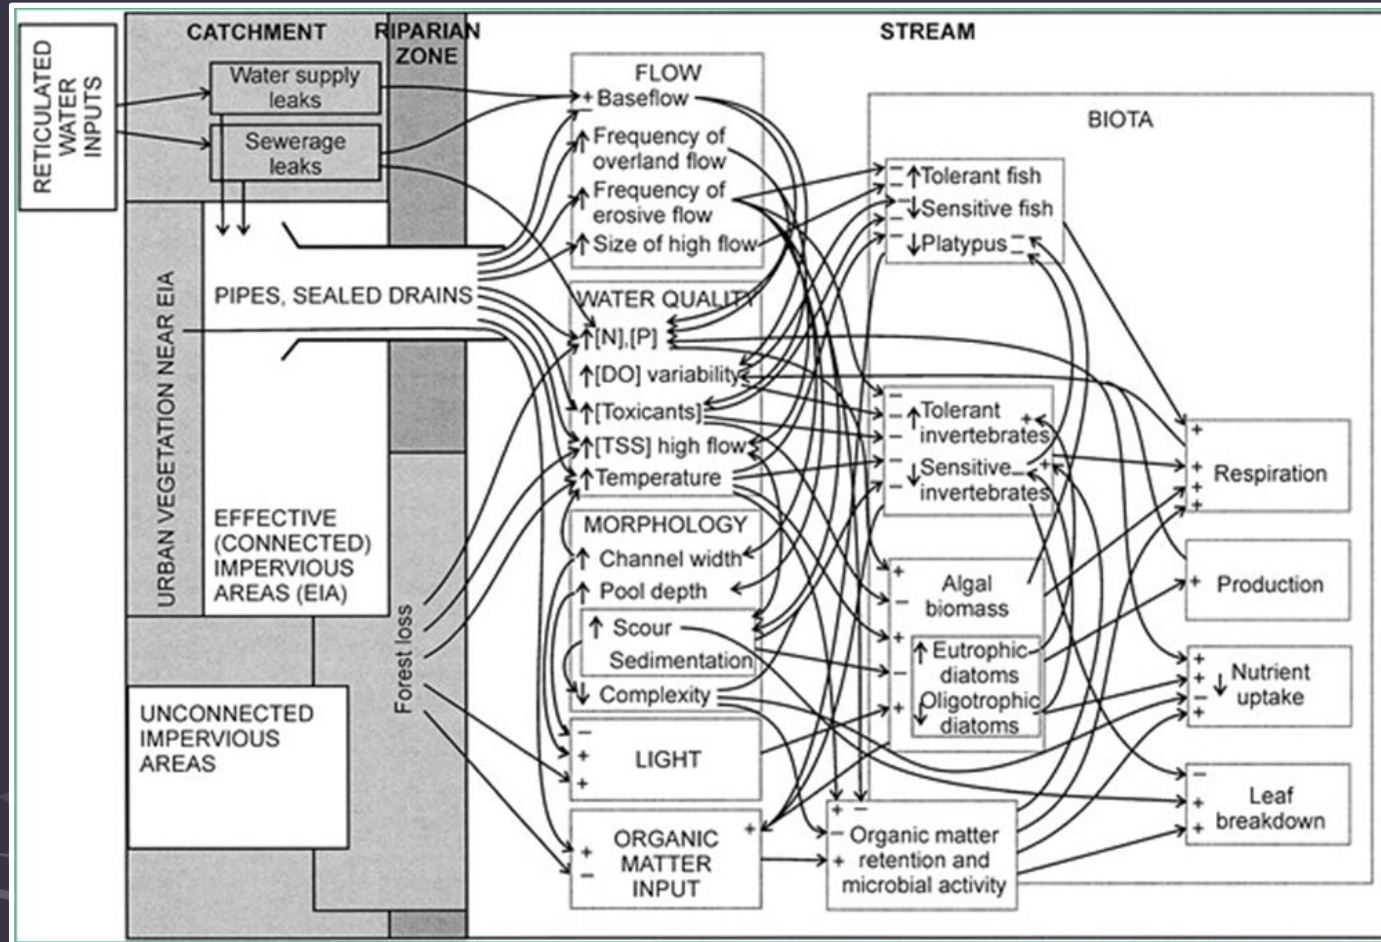 CATCHMENT
RIPARIAN
ZONE
STREAM
RETICULATED
WATER
INPUTS
Water supply
leaks
Sewerage
leaks
PIPES, SEALED DRAINS
URBAN VEGETATION NEAR EIA
EFFECTIVE
(CONNECTED)
IMPERVIOUS
AREAS (EIA)
UNCONNECTED
IMPERVIOUS
AREAS
Forest loss
FLOW
+ Baseflow
−
↑ Frequency of
overland flow
↑ Frequency of
erosive flow
↑ Size of high flow
WATER QUALITY
↑ [N],[P]
↑ [DO] variability
↑ [Toxicants]
↑ [TSS] high flow
↑ Temperature
MORPHOLOGY
↑ Channel width
↑ Pool depth
↑ Scour
Sedimentation
↓ Complexity
−
+ LIGHT
+
+
ORGANIC
MATTER
INPUT
+
−
BIOTA
−
− ↑ Tolerant fish
− ↓ Sensitive fish
−
− ↓ Platypus −
−
−
− ↑ Tolerant
− invertebrates +
− ↓ Sensitive − +
− invertebrates
+
− Algal
biomass
+ ↑ Eutrophic
− diatoms
+ ↓ Oligotrophic
diatoms
+ −
− Organic matter
+ retention and
microbial activity
+
+ Respiration
+
+
+ Production
+
+ ↓ Nutrient
− uptake
+
−
+ Leaf
+ breakdown